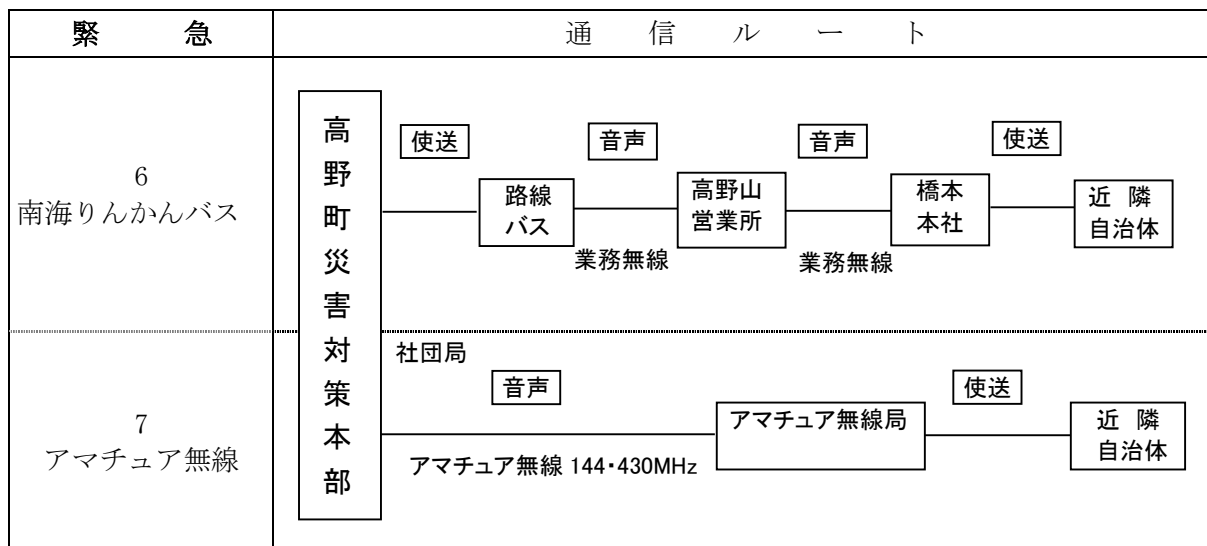 緊　急
通　信　ル　ー　ト
6
南海りんかんバス
高野町災害対策本部
使送
音声
音声
使送
路線
バス
高野山
営業所
橋本
本社
近　隣
自治体
業務無線
業務無線
7
アマチュア無線
社団局
音声
使送
アマチュア無線局
近　隣
自治体
アマチュア無線 144・430MHz